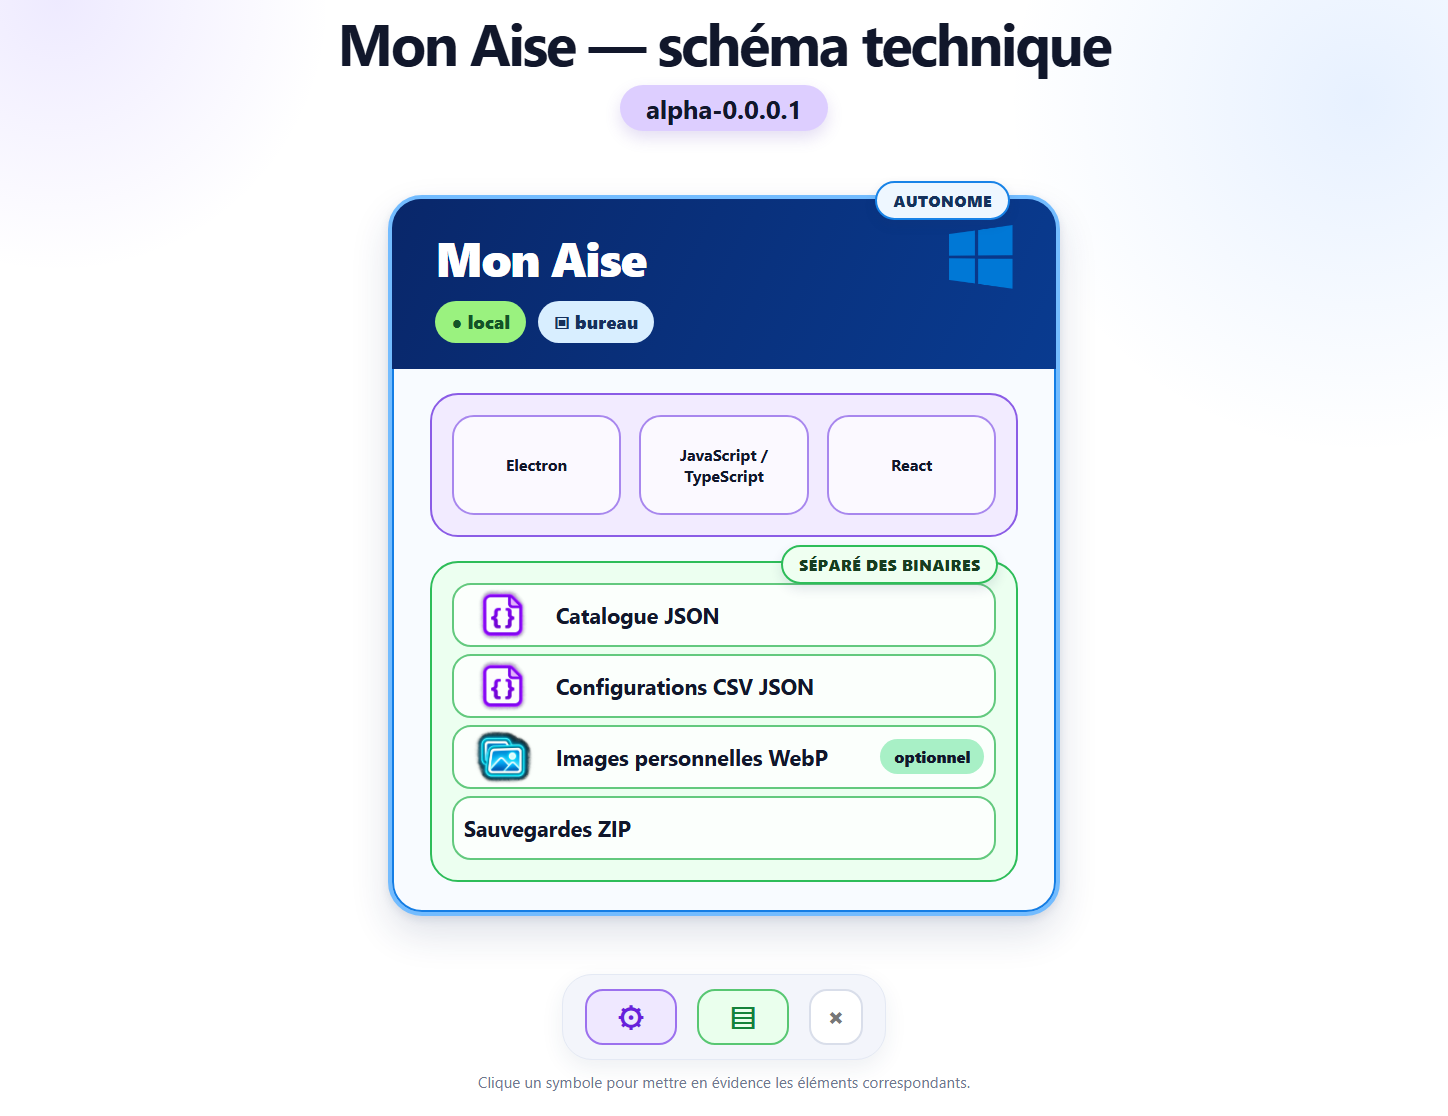 Mon Aise — schéma technique
alpha-0.0.0.1
AUTONOME
Mon Aise
● local
▣ bureau
Electron
JavaScript /
TypeScript
React
SÉPARÉ DES BINAIRES
{} Catalogue JSON
{} Configurations CSV JSON
Images personnelles WebP
optionnel
Sauvegardes ZIP
Clique un symbole pour mettre en évidence les éléments correspondants.